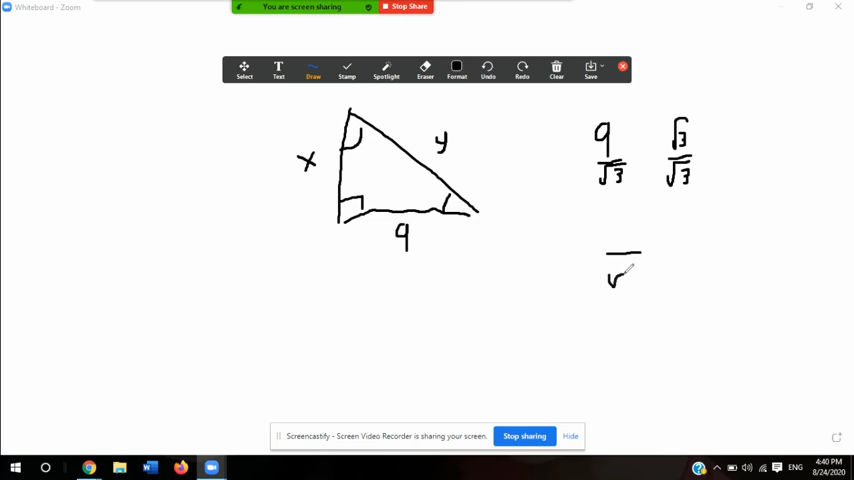 Whiteboard - Zoom
You are screen sharing
Stop Share
Select Text Draw Stamp Spotlight Eraser Format Undo Redo Clear Save
x
y
9
9 √3
√3 √3
√
Screencastify - Screen Video Recorder is sharing your screen. Stop sharing Hide
ENG
4:40 PM
8/24/2020